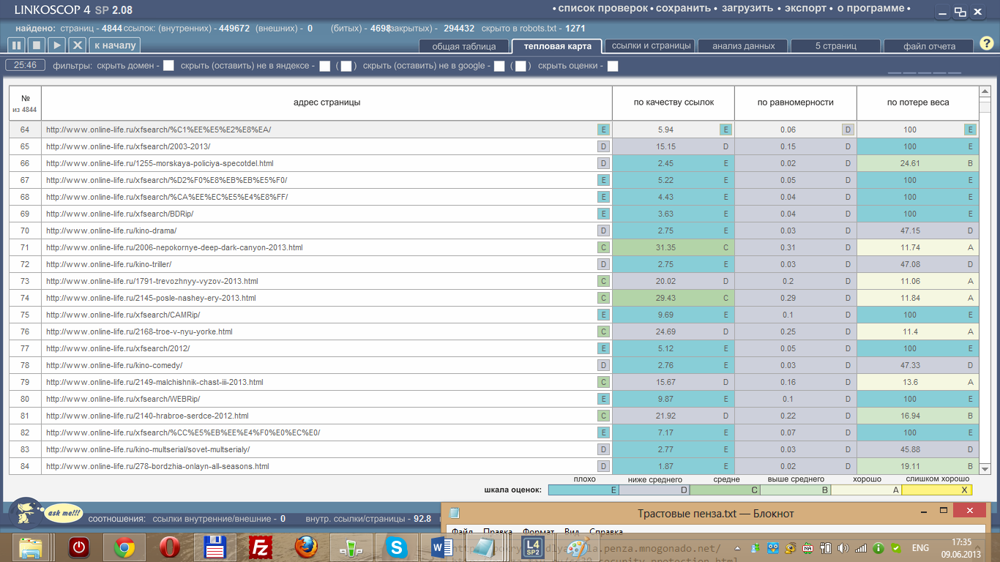 LINKOSCOP 4 SP 2.08
• список проверок • сохранить • загрузить • экспорт • о программе •
найдено: страниц - 4844 ссылок: (внутренних) - 449672 (внешних) - 0 (битых) - 4698 закрытых) - 294432 скрыто в robots.txt - 1271
к началу
общая таблица тепловая карта ссылки и страницы анализ данных 5 страниц файл отчета ?
25:46 фильтры: скрыть домен - скрыть (оставить) не в яндексе - ( ) скрыть (оставить) не в google - ( ) скрыть оценки -
№ из 4844 адрес страницы по качеству ссылок по равномерности по потере веса
64 http://www.online-life.ru/xfsearch/%C1%EE%E5%E2%E8%EA/ E 5.94 E 0.06 D 100 E
65 http://www.online-life.ru/xfsearch/2003-2013/ D 15.15 D 0.15 D 100 E
66 http://www.online-life.ru/1255-morskaya-policiya-specotdel.html D 2.45 E 0.02 D 24.61 B
67 http://www.online-life.ru/xfsearch/%D2%F0%E8%EB%EB%E5%F0/ E 5.22 E 0.05 D 100 E
68 http://www.online-life.ru/xfsearch/%CA%EE%EC%E5%E4%E8%FF/ E 4.43 E 0.04 D 100 E
69 http://www.online-life.ru/xfsearch/BDRip/ E 3.63 E 0.04 D 100 E
70 http://www.online-life.ru/kino-drama/ D 2.75 E 0.03 D 47.15 D
71 http://www.online-life.ru/2006-nepokornye-deep-dark-canyon-2013.html C 31.35 C 0.31 D 11.74 A
72 http://www.online-life.ru/kino-triller/ D 2.75 E 0.03 D 47.08 D
73 http://www.online-life.ru/1791-trevozhnyy-vyzov-2013.html C 20.02 D 0.2 D 11.06 A
74 http://www.online-life.ru/2145-posle-nashey-ery-2013.html C 29.43 C 0.29 D 11.84 A
75 http://www.online-life.ru/xfsearch/CAMRip/ E 9.69 E 0.1 D 100 E
76 http://www.online-life.ru/2168-troe-v-nyu-yorke.html C 24.69 D 0.25 D 11.4 A
77 http://www.online-life.ru/xfsearch/2012/ E 5.12 E 0.05 D 100 E
78 http://www.online-life.ru/kino-comedy/ D 2.76 E 0.03 D 47.33 D
79 http://www.online-life.ru/2149-malchishnik-chast-iii-2013.html C 15.67 D 0.16 D 13.6 A
80 http://www.online-life.ru/xfsearch/WEBRip/ E 9.87 E 0.1 D 100 E
81 http://www.online-life.ru/2140-hrabroe-serdce-2012.html C 21.92 D 0.22 D 16.94 B
82 http://www.online-life.ru/xfsearch/%CC%E5%EB%EE%E4%F0%E0%EC%E0/ E 7.17 E 0.07 D 100 E
83 http://www.online-life.ru/kino-multserial/sovet-multserialy/ D 2.77 E 0.03 D 45.88 D
84 http://www.online-life.ru/278-bordzhia-onlayn-all-seasons.html D 1.87 E 0.02 D 19.11 B
плохо ниже среднего средне выше среднего хорошо слишком хорошо
шкала оценок: E D C B A X
ask me!!!
соотношения: ссылки внутренние/внешние - 0 внутр. ссылки/страницы - 92.8
Трастовые пенза.txt — Блокнот
Файл Правка Формат Вид Справка
penza.mnogonado.net/
L4 SP2
ENG
17:35
09.06.2013